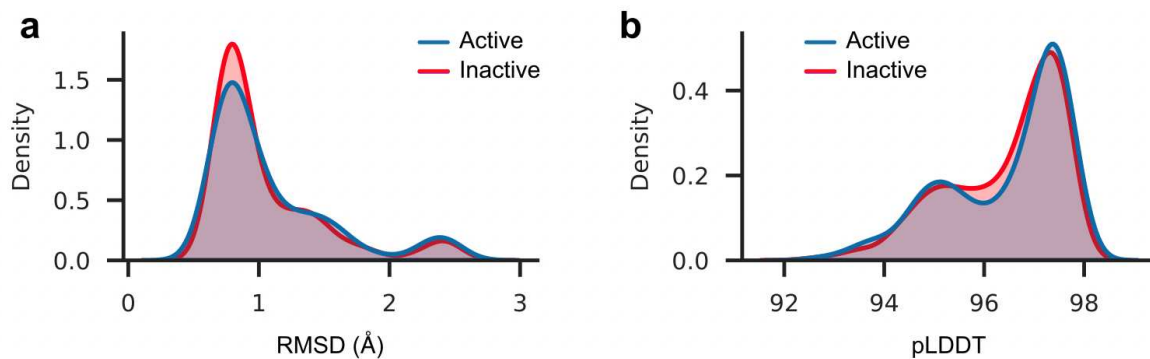 a
Active
Inactive
Density
1.5
1.0
0.5
0.0
0 1 2 3
RMSD (Å)
b
Active
Inactive
Density
0.4
0.2
0.0
92 94 96 98
pLDDT